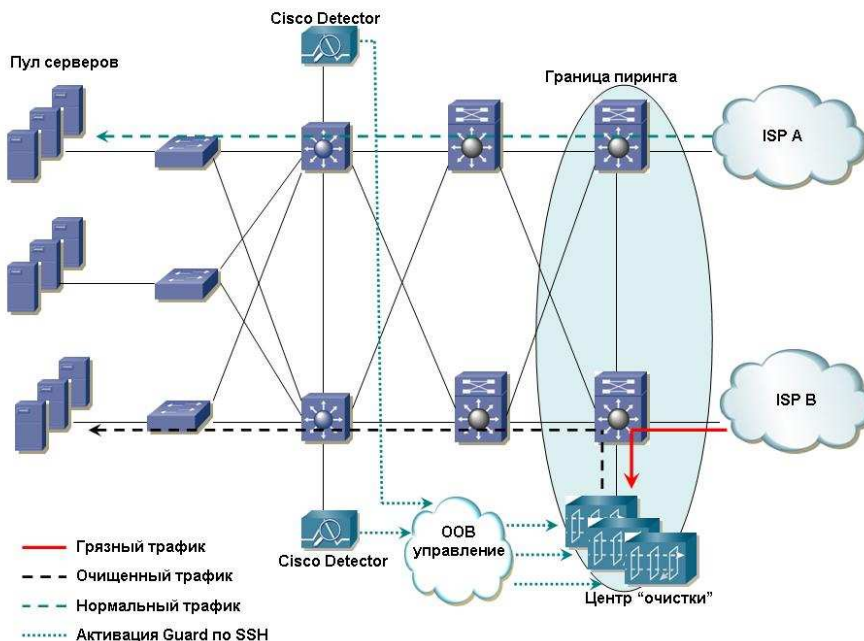 Cisco Detector
Пул серверов
Граница пиринга
ISP A
ISP B
ООВ
управление
Cisco Detector
Центр “очистки”
Грязный трафик
Очищенный трафик
Нормальный трафик
Активация Guard по SSH